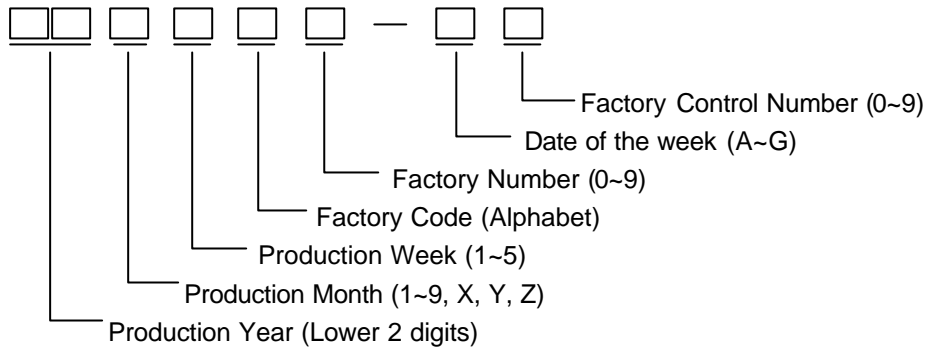 Factory Control Number (0~9)
Date of the week (A~G)
Factory Number (0~9)
Factory Code (Alphabet)
Production Week (1~5)
Production Month (1~9, X, Y, Z)
Production Year (Lower 2 digits)